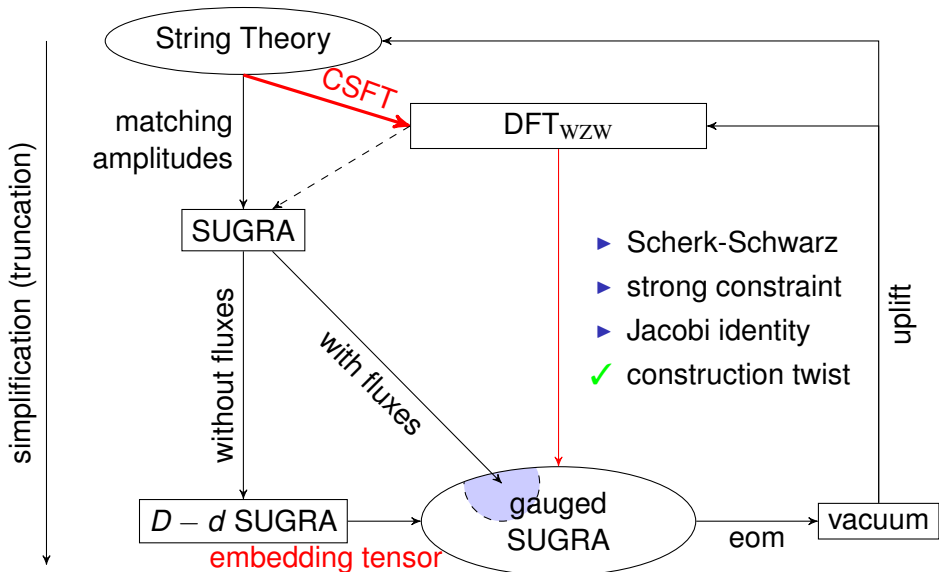 String Theory
CSFT
matching
amplitudes
DFT_WZW
SUGRA
simplification (truncation)
► Scherk-Schwarz
► strong constraint
► Jacobi identity
✓ construction twist
uplift
without fluxes
with fluxes
D − d SUGRA
embedding tensor
gauged
SUGRA
eom
vacuum